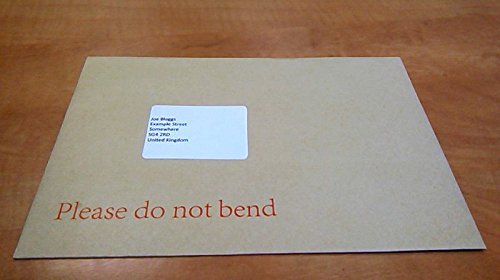 Joe Bloggs
Example Street
Somewhere
SG4 2RD
United Kingdom
Please do not bend